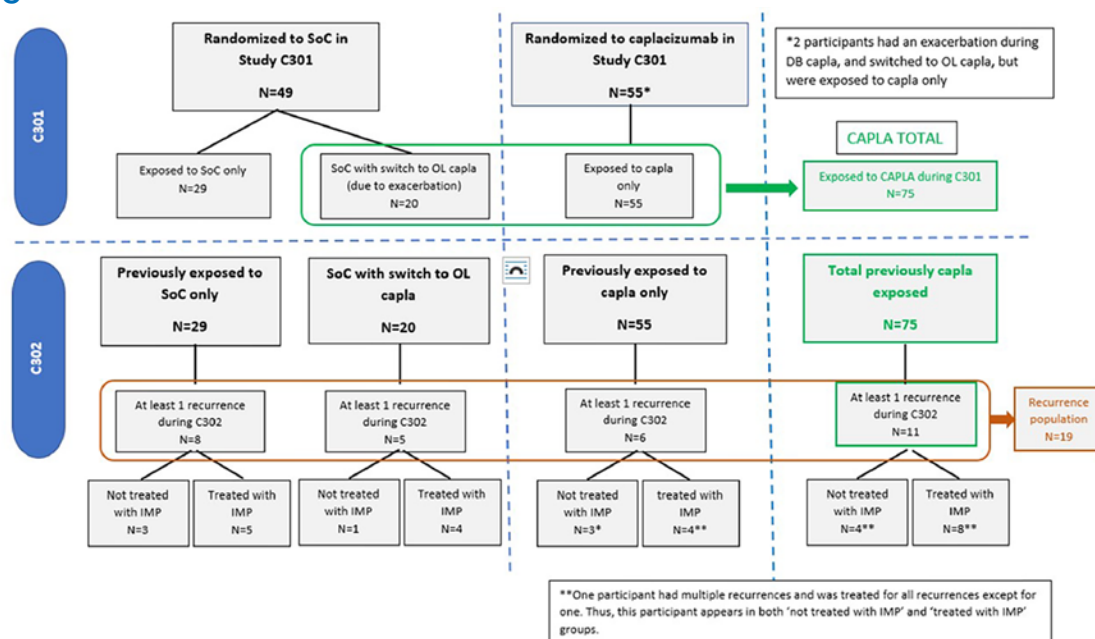 C301
Randomized to SoC in
Study C301
N=49
Randomized to caplacizumab in
Study C301
N=55*
*2 participants had an exacerbation during
DB capla, and switched to OL capla, but
were exposed to capla only
CAPLA TOTAL
Exposed to SoC only
N=29
SoC with switch to OL capla
(due to exacerbation)
N=20
Exposed to capla
only
N=55
Exposed to CAPLA during C301
N=75
C302
Previously exposed to
SoC only
N=29
SoC with switch to OL
capla
N=20
Previously exposed to
capla only
N=55
Total previously capla
exposed
N=75
At least 1 recurrence
during C302
N=8
At least 1 recurrence
during C302
N=5
At least 1 recurrence
during C302
N=6
At least 1 recurrence
during C302
N=11
Recurrence
population
N=19
Not treated
with IMP
N=3
Treated with
IMP
N=5
Not treated
with IMP
N=1
Treated with
IMP
N=4
Not treated
with IMP
N=3*
treated with
IMP
N=4**
Not treated
with IMP
N=4**
Treated with
IMP
N=8**
**One participant had multiple recurrences and was treated for all recurrences except for
one. Thus, this participant appears in both 'not treated with IMP' and 'treated with IMP'
groups.